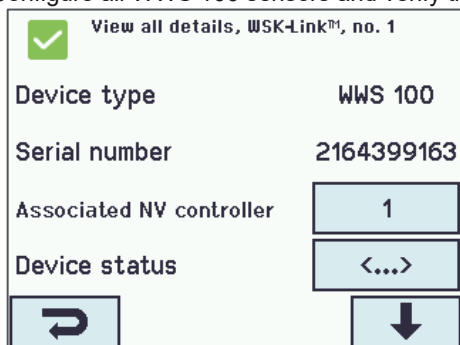 View all details, WSK-Link™, no. 1
Device type WWS 100
Serial number 2164399163
Associated NV controller 1
Device status <...>